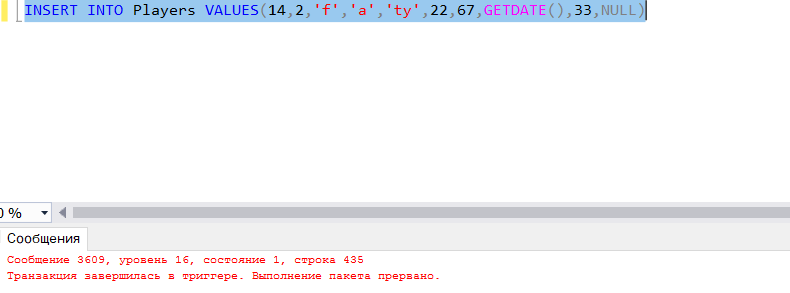 INSERT INTO Players VALUES(14,2,'f','a','ty',22,67,GETDATE(),33,NULL)
0 %
Сообщения
Сообщение 3609, уровень 16, состояние 1, строка 435
Транзакция завершилась в триггере. Выполнение пакета прервано.